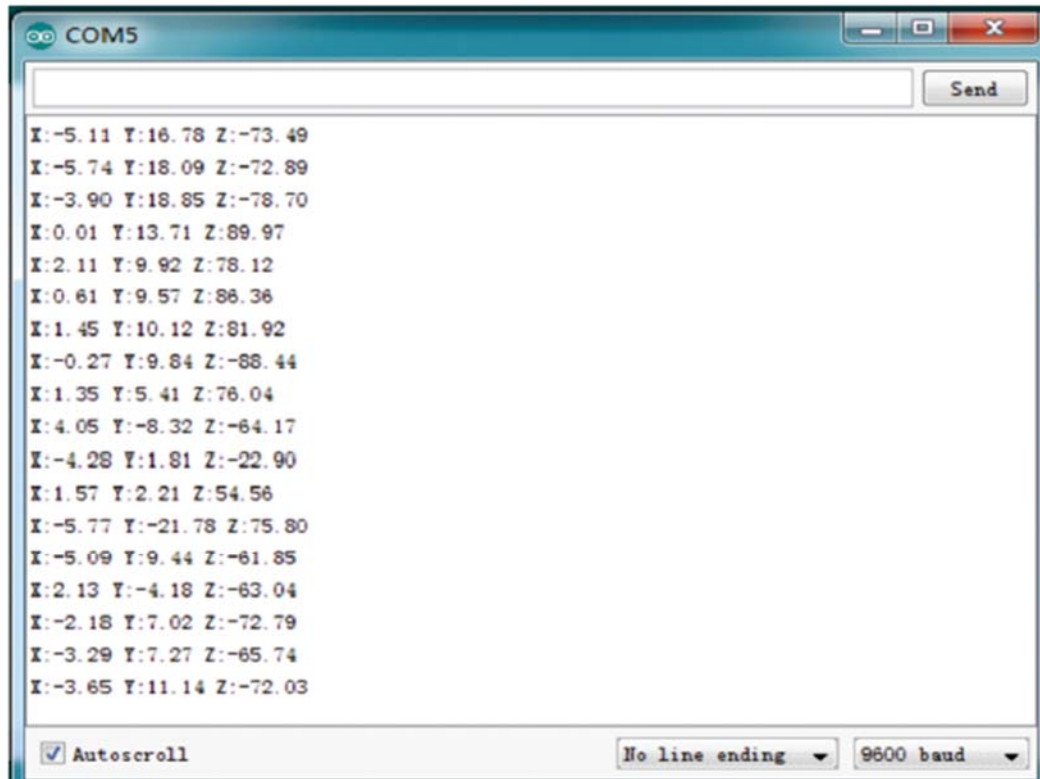 COM5
Send
X:-5.11 Y:16.78 Z:-73.49
X:-5.74 Y:18.09 Z:-72.89
X:-3.90 Y:18.85 Z:-78.70
X:0.01 Y:13.71 Z:89.97
X:2.11 Y:9.92 Z:78.12
X:0.61 Y:9.57 Z:86.36
X:1.45 Y:10.12 Z:81.92
X:-0.27 Y:9.84 Z:-88.44
X:1.35 Y:5.41 Z:76.04
X:4.05 Y:-8.32 Z:-64.17
X:-4.28 Y:1.81 Z:-22.90
X:1.57 Y:2.21 Z:54.56
X:-5.77 Y:-21.78 Z:75.80
X:-5.09 Y:9.44 Z:-61.85
X:2.13 Y:-4.18 Z:-63.04
X:-2.18 Y:7.02 Z:-72.79
X:-3.29 Y:7.27 Z:-65.74
X:-3.65 Y:11.14 Z:-72.03
Autoscroll No line ending 9600 baud